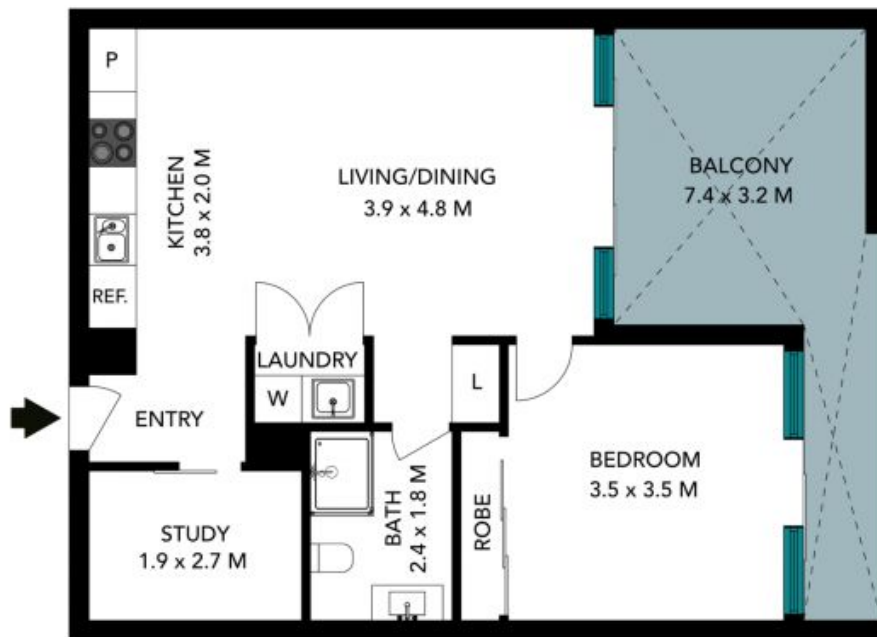 P
KITCHEN
3.8 x 2.0 M
LIVING/DINING
3.9 x 4.8 M
BALCONY
7.4 x 3.2 M
REF.
LAUNDRY
W
L
ENTRY
BEDROOM
3.5 x 3.5 M
BATH
2.4 x 1.8 M
ROBE
STUDY
1.9 x 2.7 M